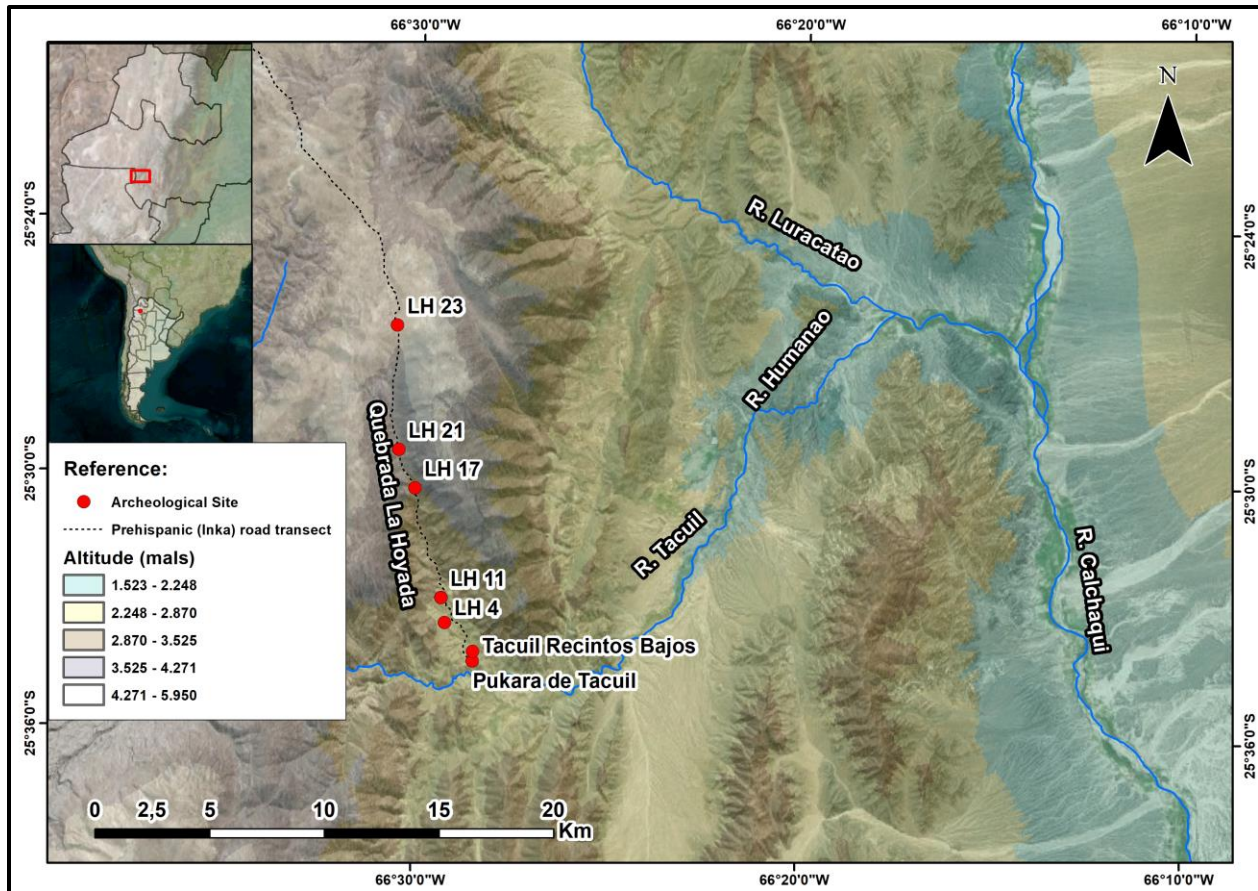 66°30'0"W
66°20'0"W
66°10'0"W
N
25°24'0"S
25°24'0"S
R. Luracatao
LH 23
R. Humanao
LH 21
Quebrada La Hoyada
25°30'0"S
LH 17
25°30'0"S
R. Tacuil
R. Calchaqui
LH 11
LH 4
Tacuil Recintos Bajos
Pukara de Tacuil
25°36'0"S
25°36'0"S
Reference:
Archeological Site
Prehispanic (Inka) road transect
Altitude (mals)
1.523 - 2.248
2.248 - 2.870
2.870 - 3.525
3.525 - 4.271
4.271 - 5.950
0 2,5 5 10 15 20
Km
66°30'0"W
66°20'0"W
66°10'0"W